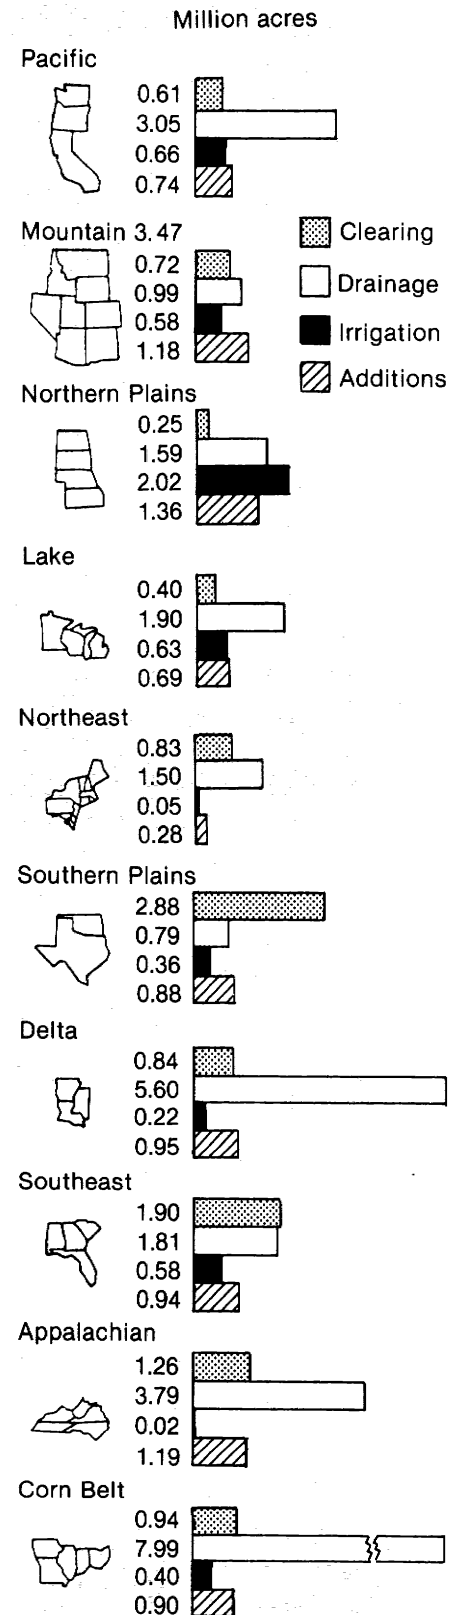 Million acres
Pacific
0.61
3.05
0.66
0.74
Mountain 3.47
0.72
0.99
0.58
1.18
Clearing
Drainage
Irrigation
Additions
Northern Plains
0.25
1.59
2.02
1.36
Lake
0.40
1.90
0.63
0.69
Northeast
0.83
1.50
0.05
0.28
Southern Plains
2.88
0.79
0.36
0.88
Delta
0.84
5.60
0.22
0.95
Southeast
1.90
1.81
0.58
0.94
Appalachian
1.26
3.79
0.02
1.19
Corn Belt
0.94
7.99
0.40
0.90